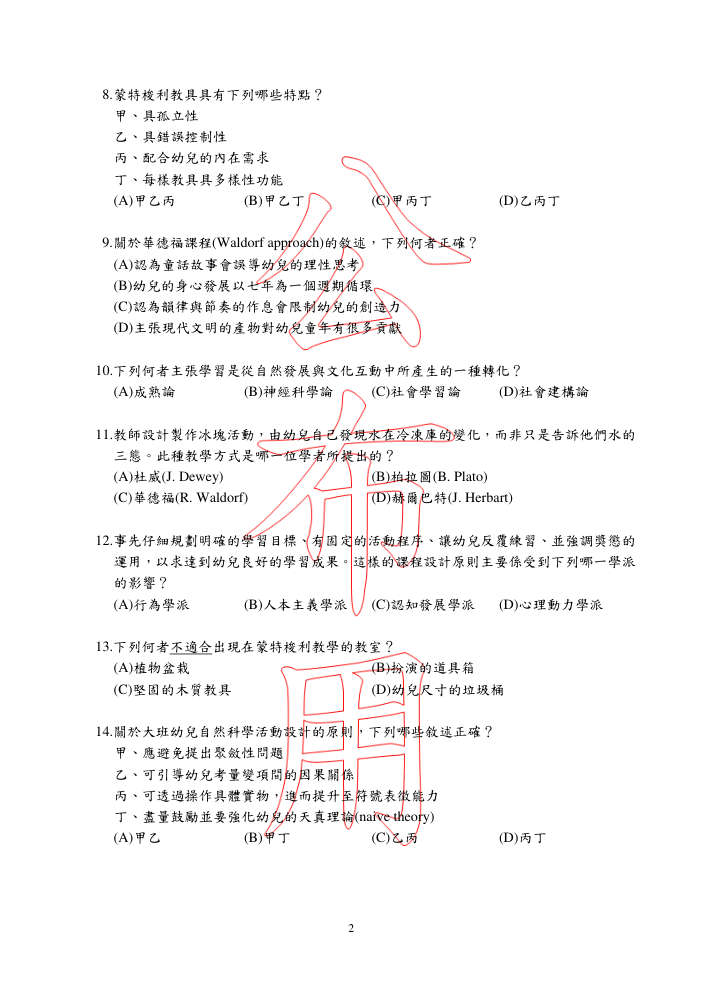 8.蒙特梭利教具具有下列哪些特點？
甲、具孤立性
乙、具錯誤控制性
丙、配合幼兒的內在需求
丁、每樣教具具多樣性功能
(A)甲乙丙 (B)甲乙丁 (C)甲丙丁 (D)乙丙丁
9.關於華德福課程(Waldorf approach)的敘述，下列何者正確？
(A)認為童話故事會誤導幼兒的理性思考
(B)幼兒的身心發展以七年為一個週期循環
(C)認為韻律與節奏的作息會限制幼兒的創造力
(D)主張現代文明的產物對幼兒童年有很多貢獻
10.下列何者主張學習是從自然發展與文化互動中所產生的一種轉化？
(A)成熟論 (B)神經科學論 (C)社會學習論 (D)社會建構論
11.教師設計製作冰塊活動，由幼兒自己發現水在冷凍庫的變化，而非只是告訴他們水的
三態。此種教學方式是哪一位學者所提出的？
(A)杜威(J. Dewey) (B)柏拉圖(B. Plato)
(C)華德福(R. Waldorf) (D)赫爾巴特(J. Herbart)
12.事先仔細規劃明確的學習目標、有固定的活動程序、讓幼兒反覆練習、並強調獎懲的
運用，以求達到幼兒良好的學習成果。這樣的課程設計原則主要係受到下列哪一學派
的影響？
(A)行為學派 (B)人本主義學派 (C)認知發展學派 (D)心理動力學派
13.下列何者不適合出現在蒙特梭利教學的教室？
(A)植物盆栽 (B)扮演的道具箱
(C)堅固的木質教具 (D)幼兒尺寸的垃圾桶
14.關於大班幼兒自然科學活動設計的原則，下列哪些敘述正確？
甲、應避免提出聚斂性問題
乙、可引導幼兒考量變項間的因果關係
丙、可透過操作具體實物，進而提升至符號表徵能力
丁、盡量鼓勵並要強化幼兒的天真理論(naïve theory)
(A)甲乙 (B)甲丁 (C)乙丙 (D)丙丁
公布用
2